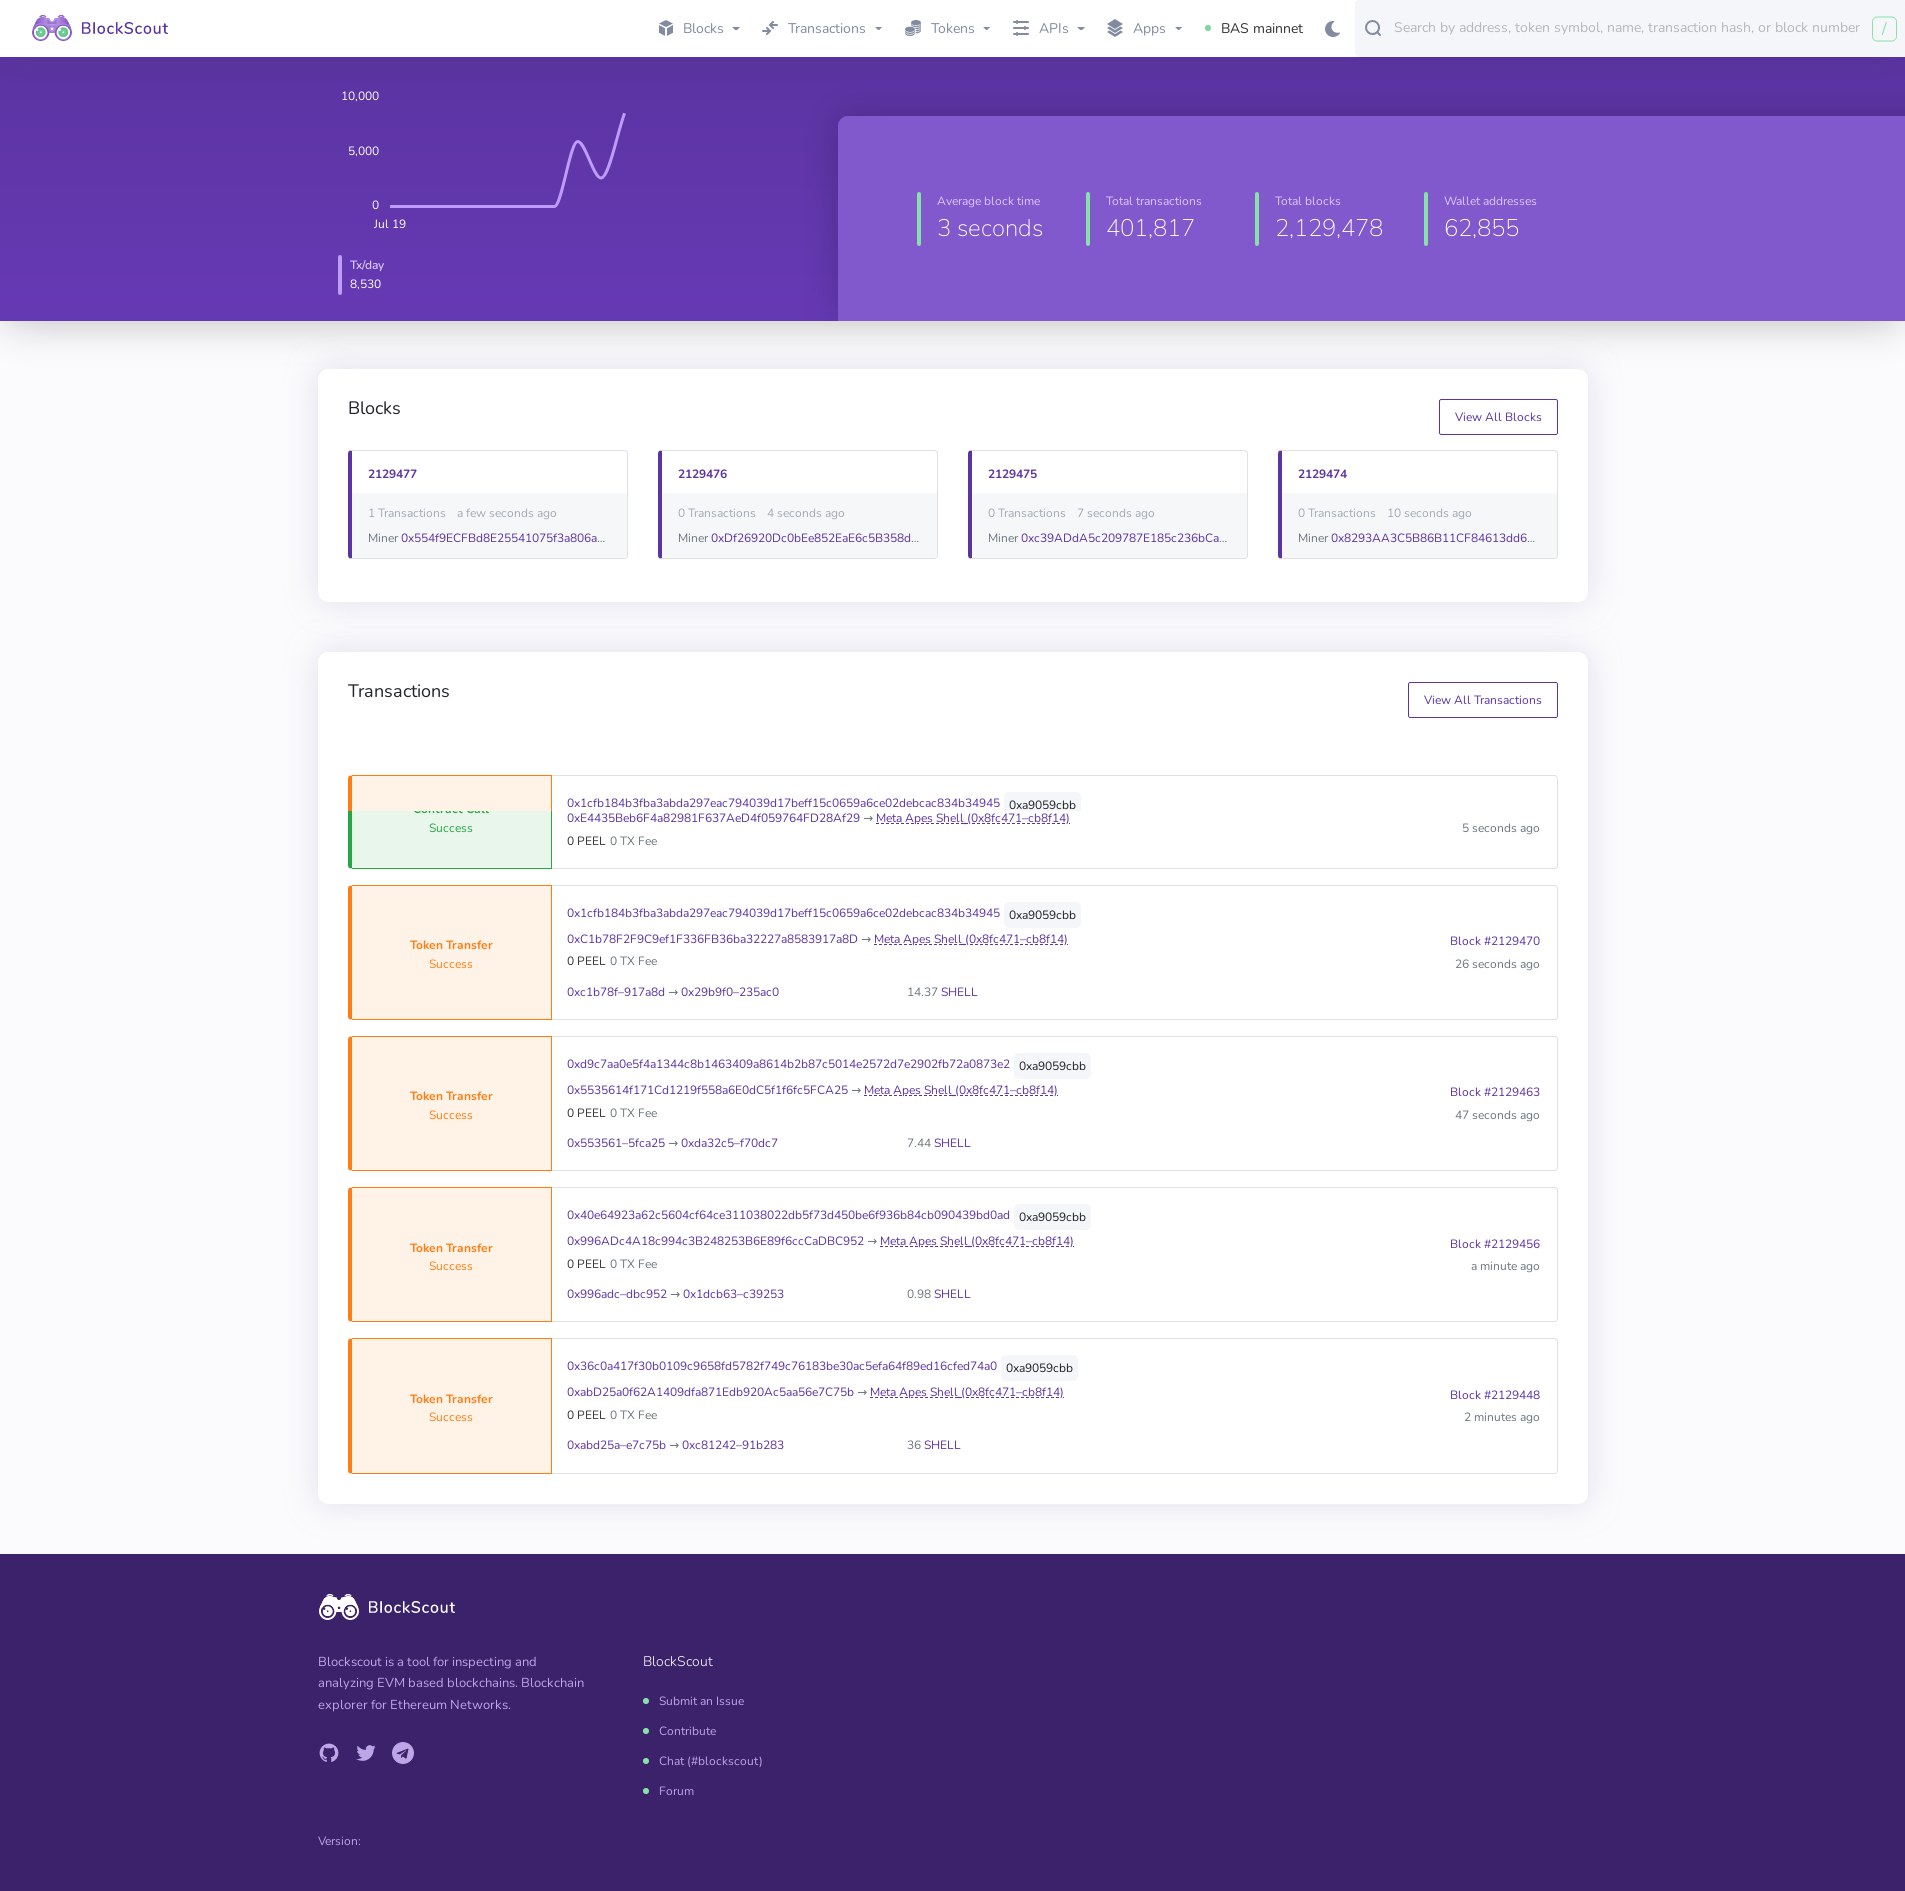 BlockScout
Blocks
Transactions
Tokens
APIs
Apps
BAS mainnet
Search by address, token symbol, name, transaction hash, or block number
/
10,000
5,000
0
Jul 19
Tx/day
8,530
Average block time
3 seconds
Total transactions
401,817
Total blocks
2,129,478
Wallet addresses
62,855
Blocks
View All Blocks
2129477
1 Transactions a few seconds ago
Miner 0x554f9ECFBd8E25541075f3a806a...
2129476
0 Transactions 4 seconds ago
Miner 0xDf26920Dc0bEe852EaE6c5B358d...
2129475
0 Transactions 7 seconds ago
Miner 0xc39ADdA5c209787E185c236bCa...
2129474
0 Transactions 10 seconds ago
Miner 0x8293AA3C5B86B11CF84613dd6...
Transactions
View All Transactions
Contract Call
Success
0x1cfb184b3fba3abda297eac794039d17beff15c0659a6ce02debcac834b34945 0xa9059cbb
0xE4435Beb6F4a82981F637AeD4f059764FD28Af29 → Meta Apes Shell (0x8fc471–cb8f14)
0 PEEL 0 TX Fee
5 seconds ago
Token Transfer
Success
0x1cfb184b3fba3abda297eac794039d17beff15c0659a6ce02debcac834b34945 0xa9059cbb
0xC1b78F2F9C9ef1F336FB36ba32227a8583917a8D → Meta Apes Shell (0x8fc471–cb8f14)
0 PEEL 0 TX Fee
0xc1b78f–917a8d → 0x29b9f0–235ac0 14.37 SHELL
Block #2129470
26 seconds ago
Token Transfer
Success
0xd9c7aa0e5f4a1344c8b1463409a8614b2b87c5014e2572d7e2902fb72a0873e2 0xa9059cbb
0x5535614f171Cd1219f558a6E0dC5f1f6fc5FCA25 → Meta Apes Shell (0x8fc471–cb8f14)
0 PEEL 0 TX Fee
0x553561–5fca25 → 0xda32c5–f70dc7 7.44 SHELL
Block #2129463
47 seconds ago
Token Transfer
Success
0x40e64923a62c5604cf64ce311038022db5f73d450be6f936b84cb090439bd0ad 0xa9059cbb
0x996ADc4A18c994c3B248253B6E89f6ccCaDBC952 → Meta Apes Shell (0x8fc471–cb8f14)
0 PEEL 0 TX Fee
0x996adc–dbc952 → 0x1dcb63–c39253 0.98 SHELL
Block #2129456
a minute ago
Token Transfer
Success
0x36c0a417f30b0109c9658fd5782f749c76183be30ac5efa64f89ed16cfed74a0 0xa9059cbb
0xabD25a0f62A1409dfa871Edb920Ac5aa56e7C75b → Meta Apes Shell (0x8fc471–cb8f14)
0 PEEL 0 TX Fee
0xabd25a–e7c75b → 0xc81242–91b283 36 SHELL
Block #2129448
2 minutes ago
BlockScout
Blockscout is a tool for inspecting and
analyzing EVM based blockchains. Blockchain
explorer for Ethereum Networks.
BlockScout
Submit an Issue
Contribute
Chat (#blockscout)
Forum
Version: